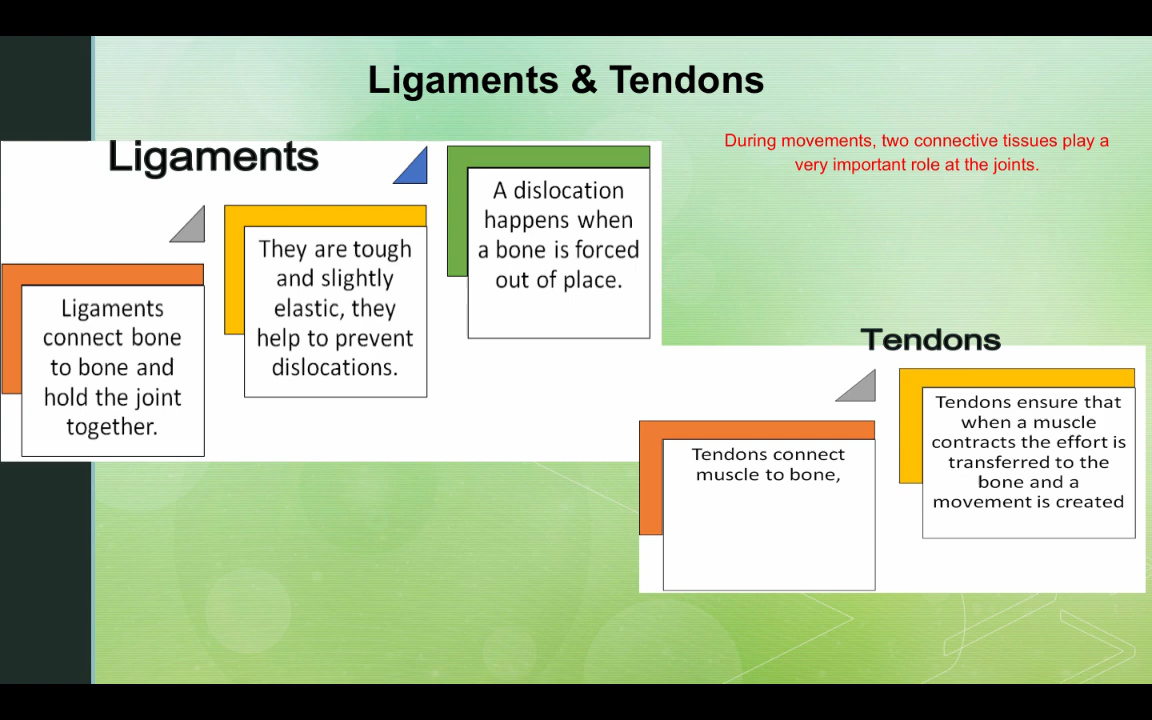 Ligaments & Tendons
During movements, two connective tissues play a
very important role at the joints.
Ligaments
Ligaments
connect bone
to bone and
hold the joint
together.
They are tough
and slightly
elastic, they
help to prevent
dislocations.
A dislocation
happens when
a bone is forced
out of place.
Tendons
Tendons connect
muscle to bone,
Tendons ensure that
when a muscle
contracts the effort is
transferred to the
bone and a
movement is created